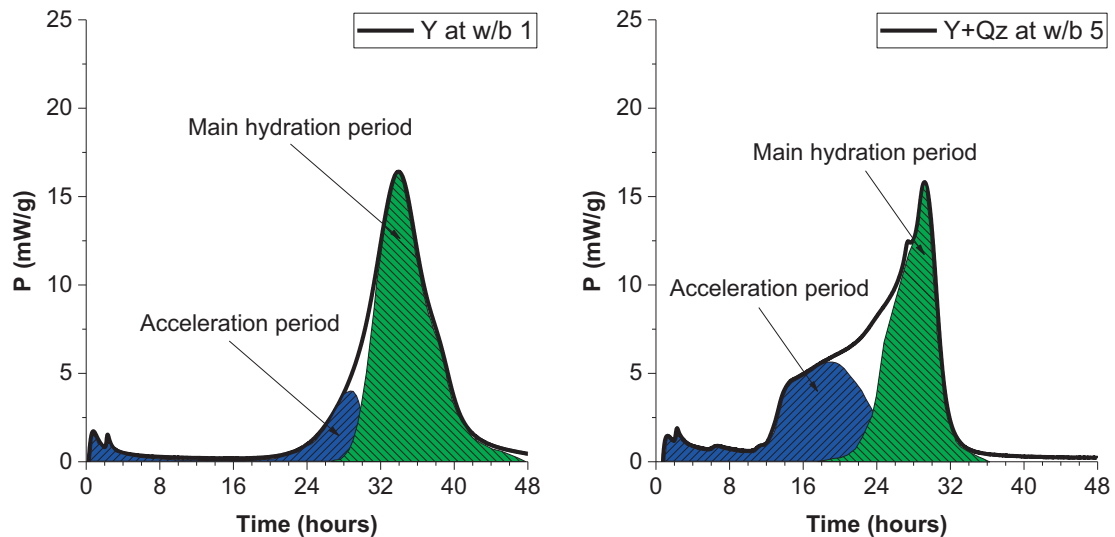 Y at w/b 1
25
20
15
10
5
0
P (mW/g)
Main hydration period
Acceleration period
0 8 16 24 32 40 48
Time (hours)
Y+Qz at w/b 5
25
20
15
10
5
0
P (mW/g)
Main hydration period
Acceleration period
0 8 16 24 32 40 48
Time (hours)